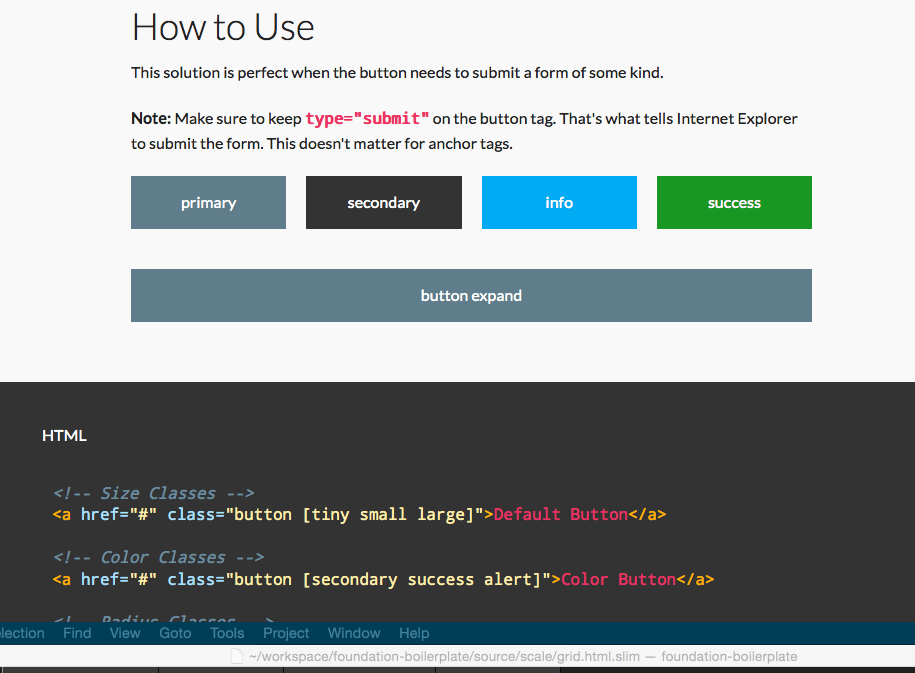 How to Use
This solution is perfect when the button needs to submit a form of some kind.
Note: Make sure to keep type="submit" on the button tag. That's what tells Internet Explorer
to submit the form. This doesn't matter for anchor tags.
primary secondary info success
button expand
HTML
<!-- Size Classes -->
<a href="#" class="button [tiny small large]">Default Button</a>
<!-- Color Classes -->
<a href="#" class="button [secondary success alert]">Color Button</a>
<!-- Radius Classes -->
lection Find View Goto Tools Project Window Help
~/workspace/foundation-boilerplate/source/scale/grid.html.slim — foundation-boilerplate